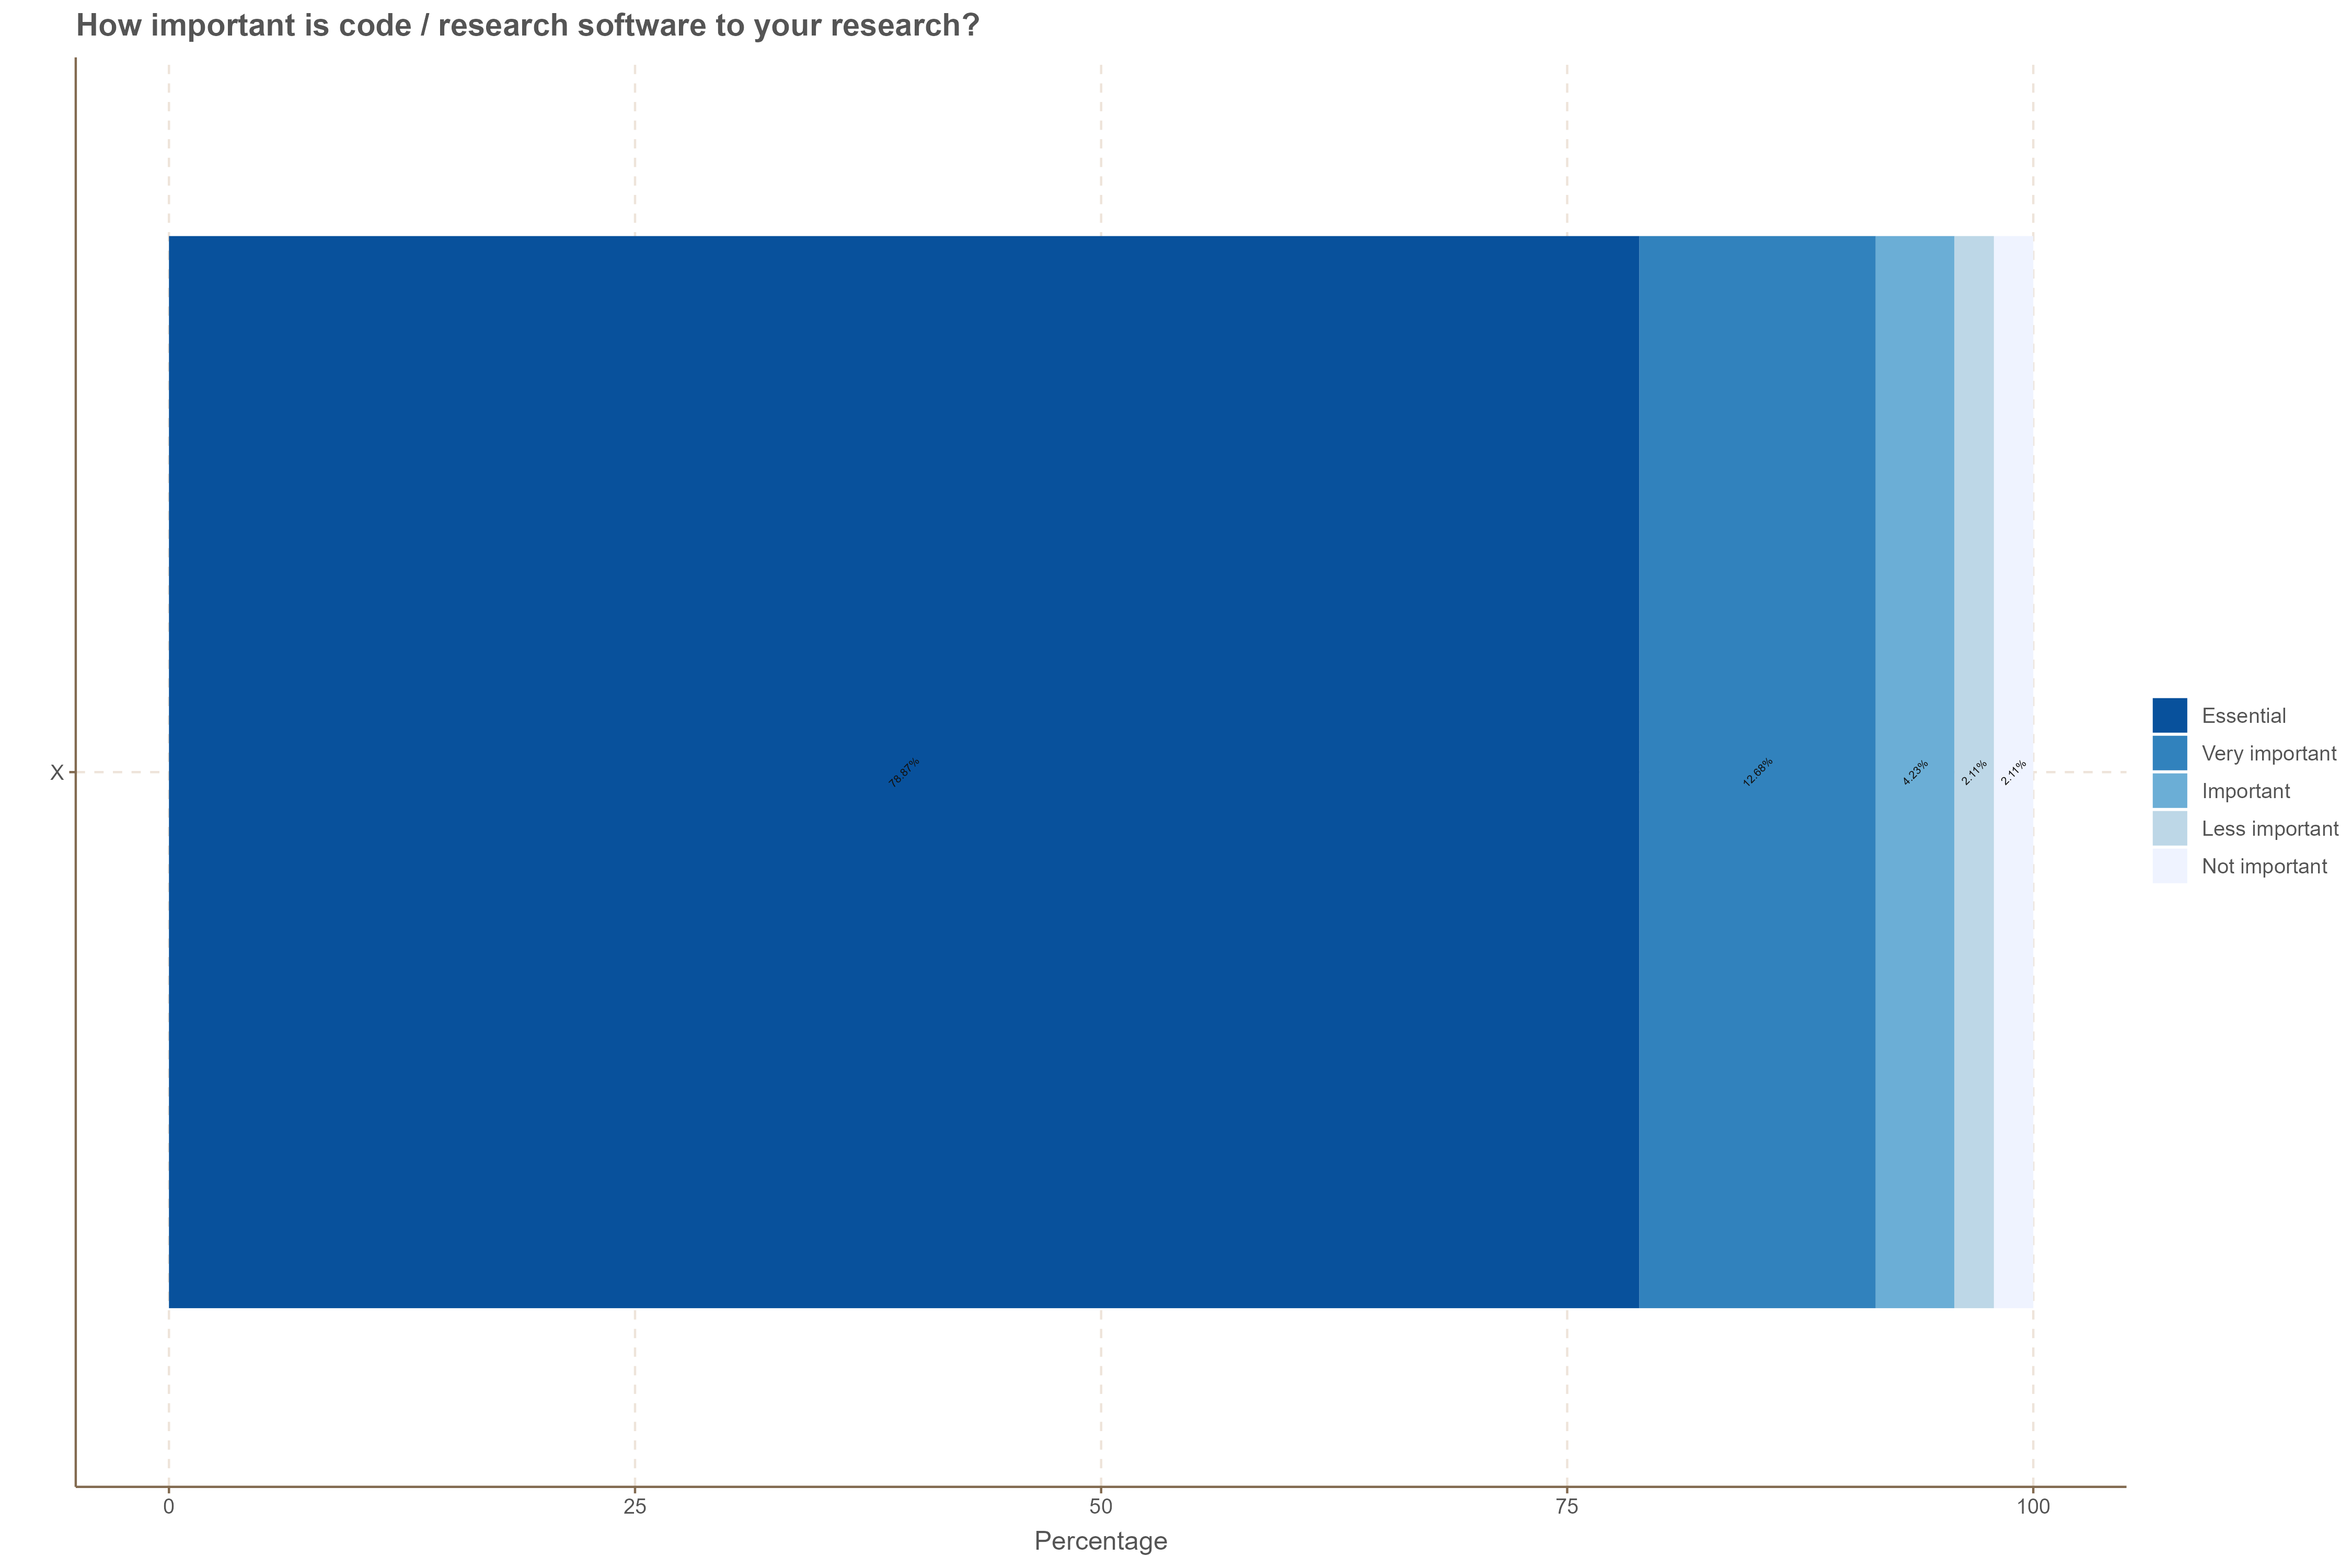 How important is code / research software to your research?
X
78.87%
12.68%
4.23%
2.11%
2.11%
Essential
Very important
Important
Less important
Not important
0
25
50
75
100
Percentage